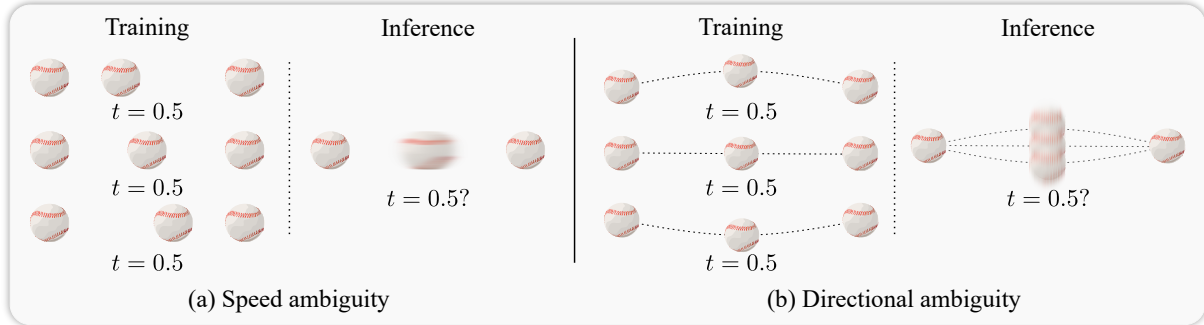 Training
Inference
t = 0.5
t = 0.5
t = 0.5
t = 0.5?
(a) Speed ambiguity
Training
Inference
t = 0.5
t = 0.5
t = 0.5
t = 0.5?
(b) Directional ambiguity